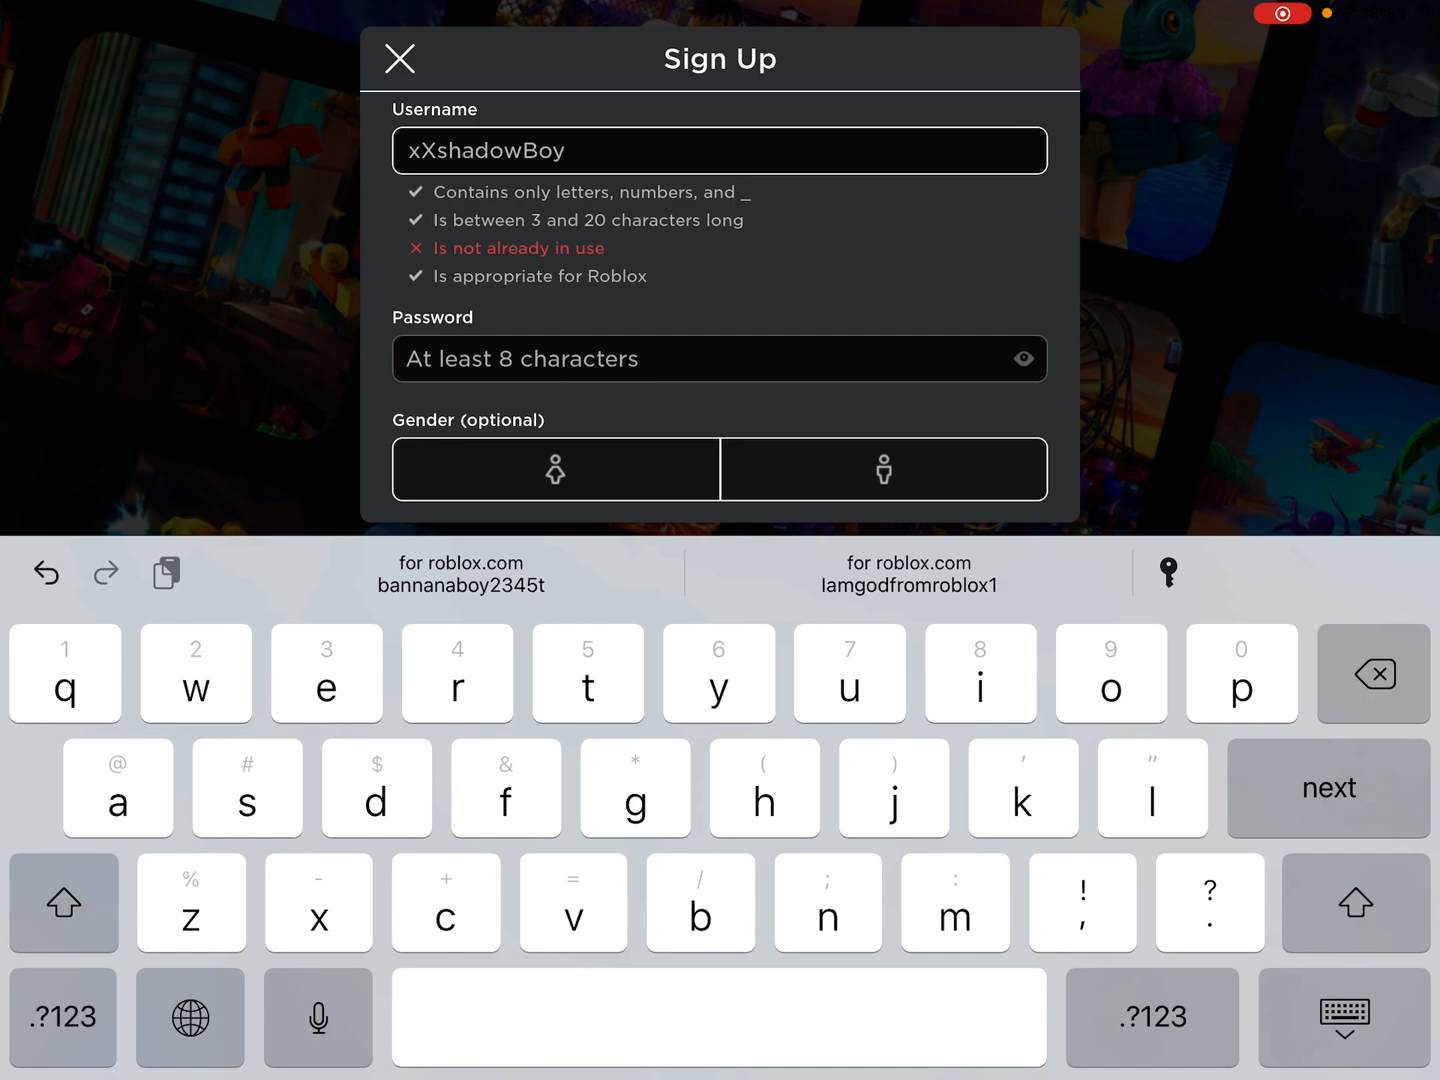 Sign Up
Username
xXshadowBoy
Contains only letters, numbers, and _
Is between 3 and 20 characters long
Is not already in use
Is appropriate for Roblox
Password
At least 8 characters
Gender (optional)
for roblox.com
bannanaboy2345t
for roblox.com
Iamgodfromroblox1
1 2 3 4 5 6 7 8 9 0
q w e r t y u i o p
@ # $ & * ( ) ' "
a s d f g h j k l next
% - + = / ; : ! ?
z x c v b n m , .
.?123 .?123